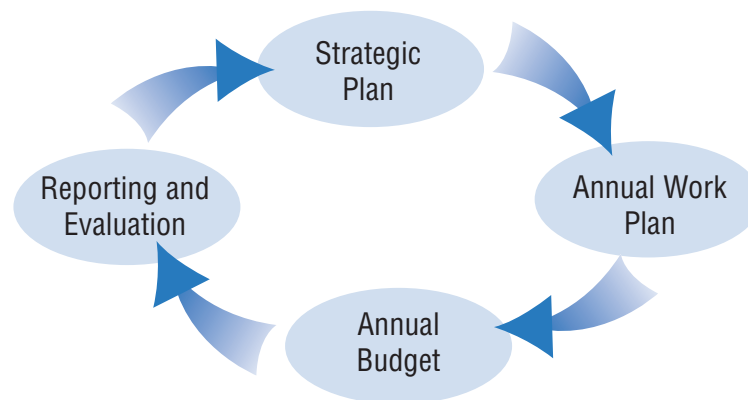 Strategic
Plan
Annual Work
Plan
Annual
Budget
Reporting and
Evaluation